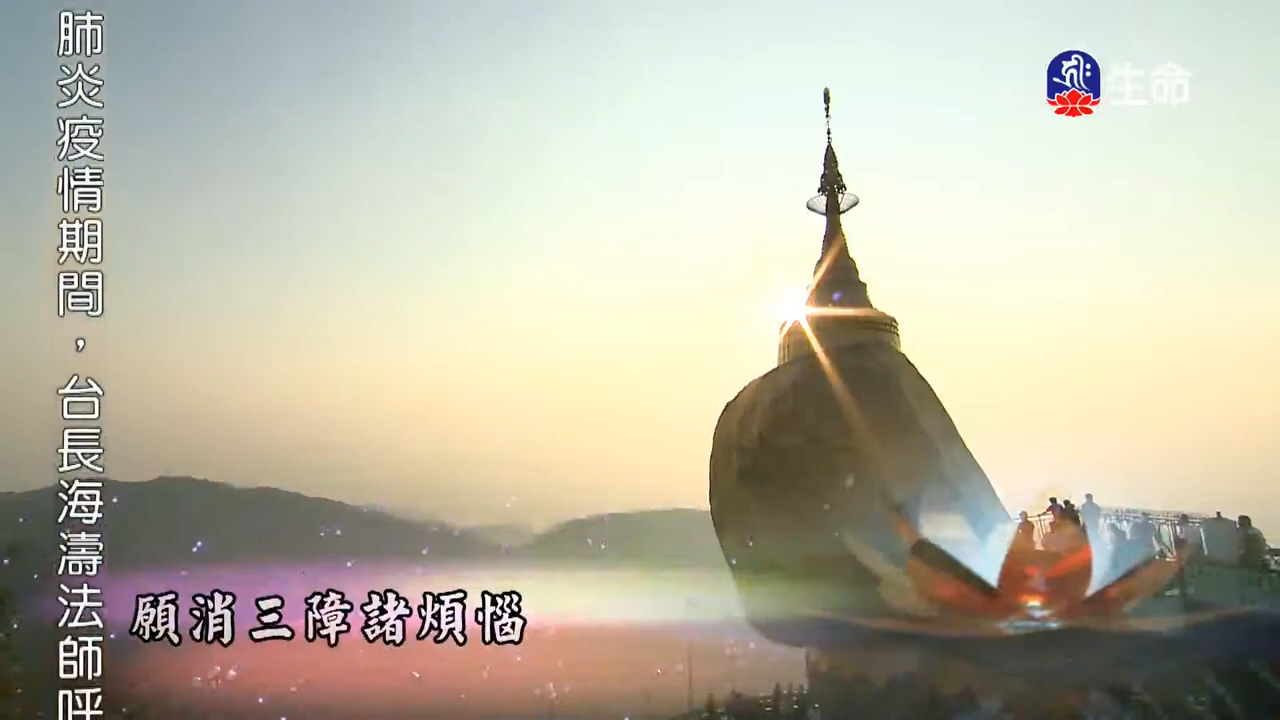 肺炎疫情期間，台長海濤法師呼
生命
願消三障諸煩惱